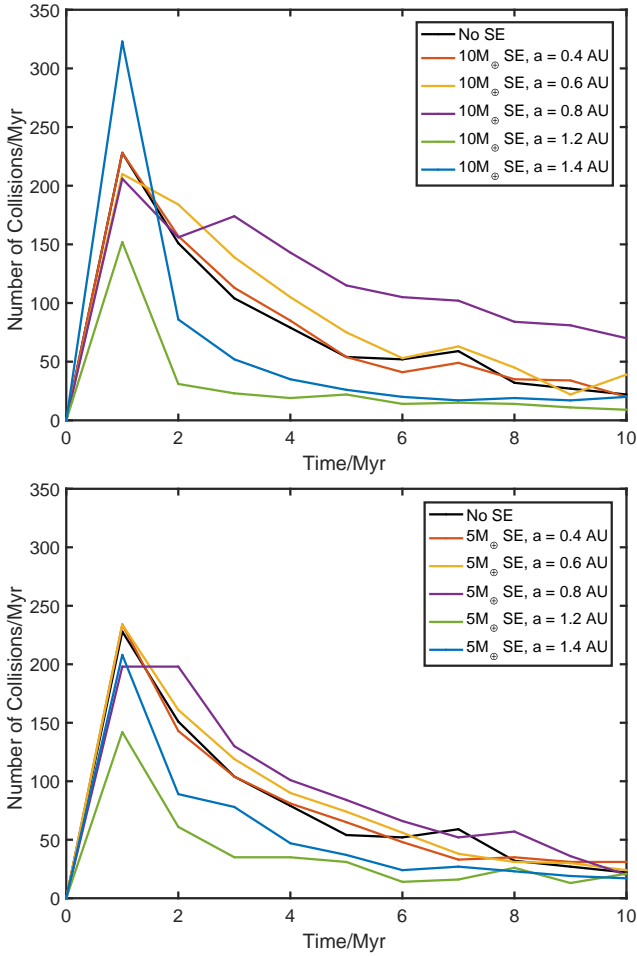 350
300
250
200
150
100
50
0
Number of Collisions/Myr
No SE
10M⊕ SE, a = 0.4 AU
10M⊕ SE, a = 0.6 AU
10M⊕ SE, a = 0.8 AU
10M⊕ SE, a = 1.2 AU
10M⊕ SE, a = 1.4 AU
0 2 4 6 8 10
Time/Myr
350
300
250
200
150
100
50
0
Number of Collisions/Myr
No SE
5M⊕ SE, a = 0.4 AU
5M⊕ SE, a = 0.6 AU
5M⊕ SE, a = 0.8 AU
5M⊕ SE, a = 1.2 AU
5M⊕ SE, a = 1.4 AU
0 2 4 6 8 10
Time/Myr